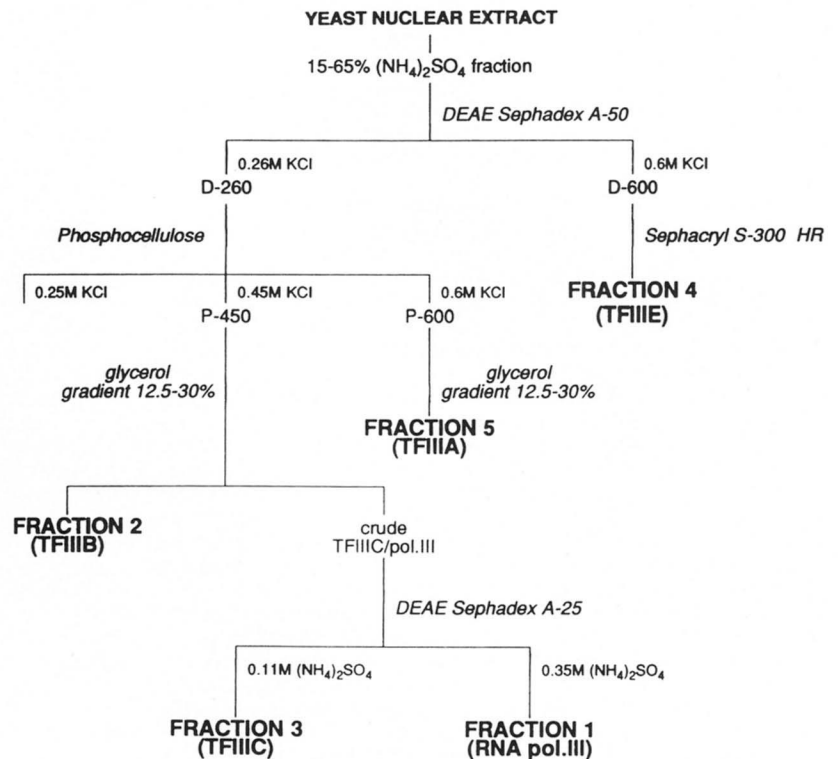 YEAST NUCLEAR EXTRACT
15-65% (NH4)2SO4 fraction
DEAE Sephadex A-50
0.26M KCl
0.6M KCl
D-260
D-600
Phosphocellulose
Sephacryl S-300 HR
0.25M KCl
0.45M KCl
0.6M KCl
FRACTION 4
(TFIIIE)
P-450
P-600
glycerol
gradient 12.5-30%
glycerol
gradient 12.5-30%
FRACTION 5
(TFIIIA)
FRACTION 2
(TFIIIB)
crude
TFIIIC/pol.III
DEAE Sephadex A-25
0.11M (NH4)2SO4
0.35M (NH4)2SO4
FRACTION 3
(TFIIIC)
FRACTION 1
(RNA pol.III)